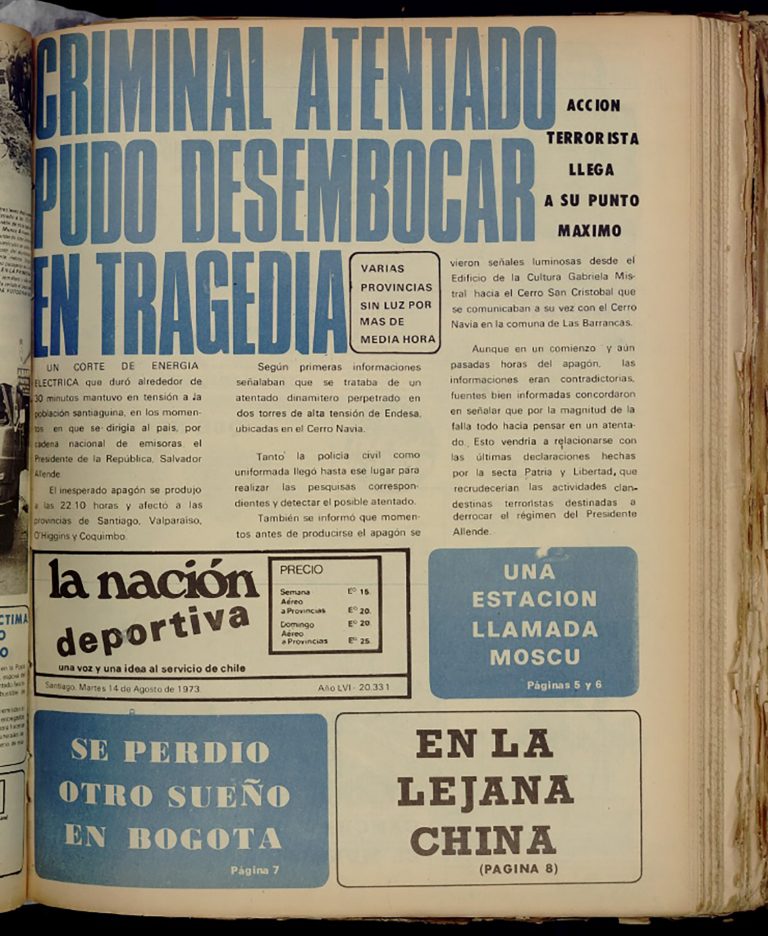 CRIMINAL ATENTADO
PUDO DESEMBOCAR
EN TRAGEDIA
ACCION
TERRORISTA
LLEGA
A SU PUNTO
MAXIMO
VARIAS
PROVINCIAS
SIN LUZ POR
MAS DE
MEDIA HORA
UN CORTE DE ENERGIA
ELECTRICA que duró alrededor de
30 minutos mantuvo en tensión a la
población santiaguina, en los momen-
tos en que se dirigía al país, por
cadena nacional de emisoras, el
Presidente de la República, Salvador
Allende.
El inesperado apagón se produjo
a las 22.10 horas y afectó a las
provincias de Santiago, Valparaíso,
O'Higgins y Coquimbo.
Según primeras informaciones
señalaban que se trataba de un
atentado dinamitero perpetrado en
dos torres de alta tensión de Endesa,
ubicadas en el Cerro Navia.
Tanto la policía civil como
uniformada llegó hasta ese lugar para
realizar las pesquisas correspon-
dientes y detectar el posible atentado.
También se informó que momen-
tos antes de producirse el apagón se
vieron señales luminosas desde el
Edificio de la Cultura Gabriela Mis-
tral hacia el Cerro San Cristobal que
se comunicaban a su vez con el Cerro
Navia en la comuna de Las Barrancas.
Aunque en un comienzo y aún
pasadas horas del apagón, las
informaciones eran contradictorias,
fuentes bien informadas concordaron
en señalar que por la magnitud de la
falla todo hacía pensar en un atenta-
do. Esto vendría a relacionarse con
las últimas declaraciones hechas
por la secta Patria y Libertad, que
recrudecerían las actividades clan-
destinas terroristas destinadas a
derrocar el régimen del Presidente
Allende.
la nación
deportiva
una voz y una idea al servicio de chile
PRECIO
Semana Eº 15.
Aéreo
a Provincias Eº 20.
Domingo Eº 20
Aéreo
a Provincias Eº 25.
Santiago, Martes 14 de Agosto de 1973 Año LVI - 20.331
UNA
ESTACION
LLAMADA
MOSCU
Páginas 5 y 6
SE PERDIO
OTRO SUEÑO
EN BOGOTA
Página 7
EN LA
LEJANA
CHINA
(PAGINA 8)